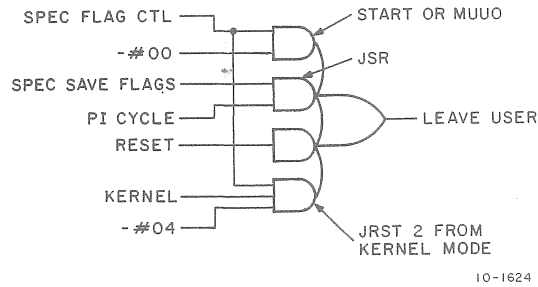 SPEC FLAG CTL
START OR MUUO
-#00
JSR
SPEC SAVE FLAGS
PI CYCLE
LEAVE USER
RESET
KERNEL
-#04
JRST 2 FROM
KERNEL MODE
10-1624